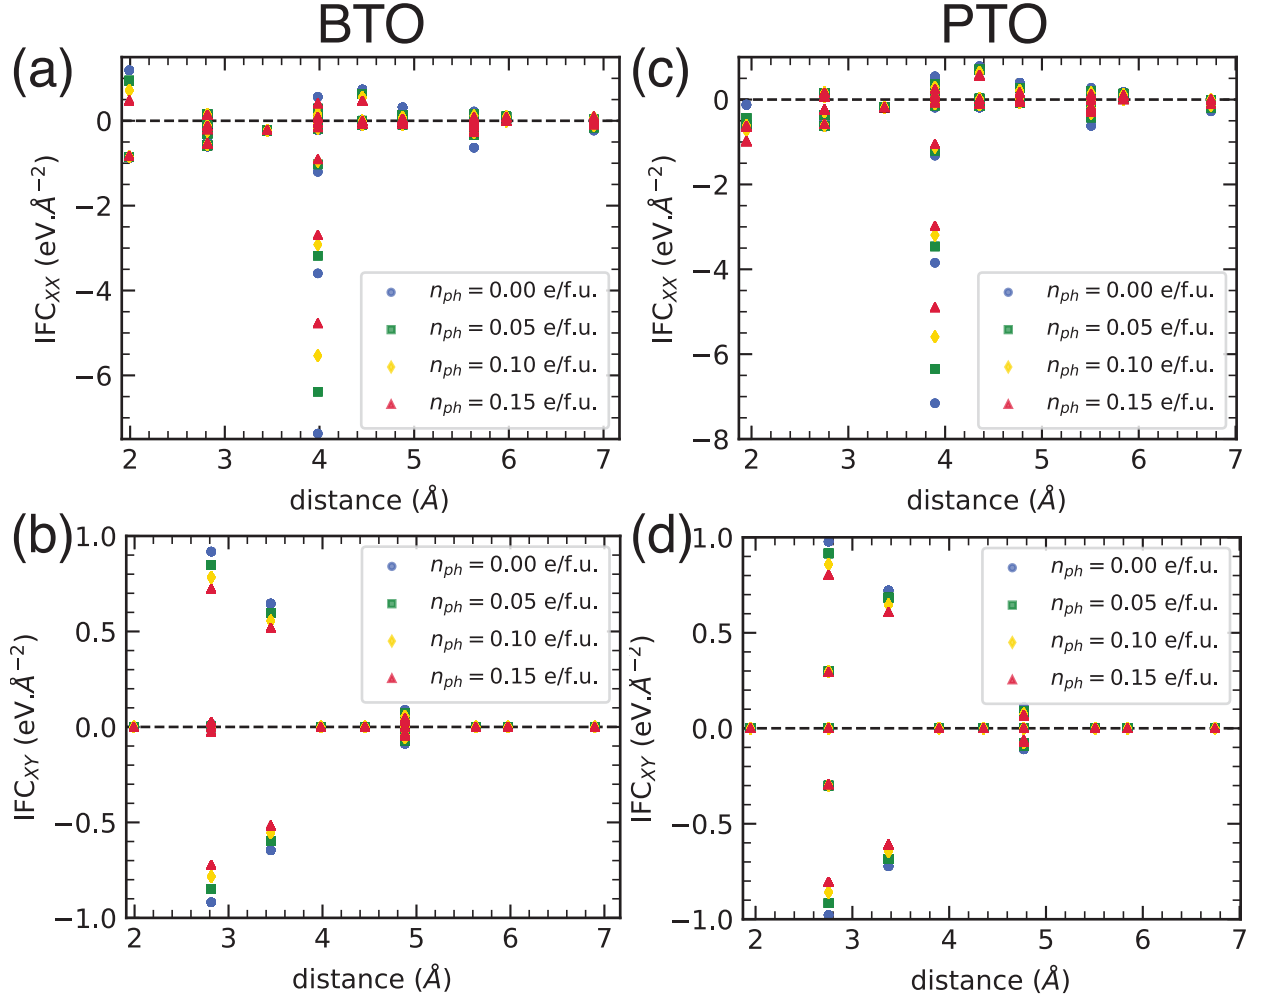 BTO
PTO
(a)
0
−2
−4
−6
IFC_XX (eV.Å⁻²)
n_ph = 0.00 e/f.u.
n_ph = 0.05 e/f.u.
n_ph = 0.10 e/f.u.
n_ph = 0.15 e/f.u.
2 3 4 5 6 7
distance (Å)
(c)
0
−2
−4
−6
−8
IFC_XX (eV.Å⁻²)
n_ph = 0.00 e/f.u.
n_ph = 0.05 e/f.u.
n_ph = 0.10 e/f.u.
n_ph = 0.15 e/f.u.
2 3 4 5 6 7
distance (Å)
(b)
1.0
0.5
0.0
−0.5
−1.0
IFC_XY (eV.Å⁻²)
n_ph = 0.00 e/f.u.
n_ph = 0.05 e/f.u.
n_ph = 0.10 e/f.u.
n_ph = 0.15 e/f.u.
2 3 4 5 6 7
distance (Å)
(d)
1.0
0.5
0.0
−0.5
−1.0
IFC_XY (eV.Å⁻²)
n_ph = 0.00 e/f.u.
n_ph = 0.05 e/f.u.
n_ph = 0.10 e/f.u.
n_ph = 0.15 e/f.u.
2 3 4 5 6 7
distance (Å)